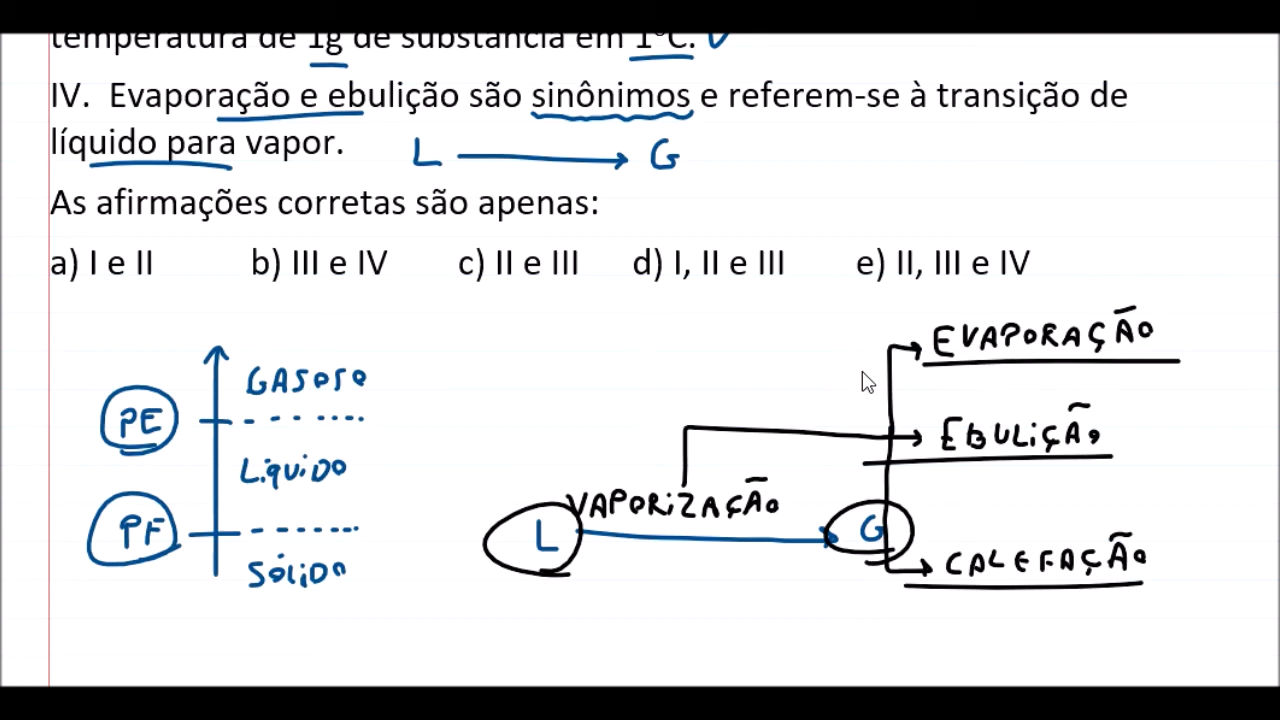 temperatura de 1g de substância em 1°C. V
IV. Evaporação e ebulição são sinônimos e referem-se à transição de
líquido para vapor. L G
As afirmações corretas são apenas:
a) I e II b) III e IV c) II e III d) I, II e III e) II, III e IV
EVAPORAÇÃO
GASOSO
PE
EBULIÇÃO
LÍQUIDO
VAPORIZAÇÃO
PF
L G
CALEFAÇÃO
SÓLIDO